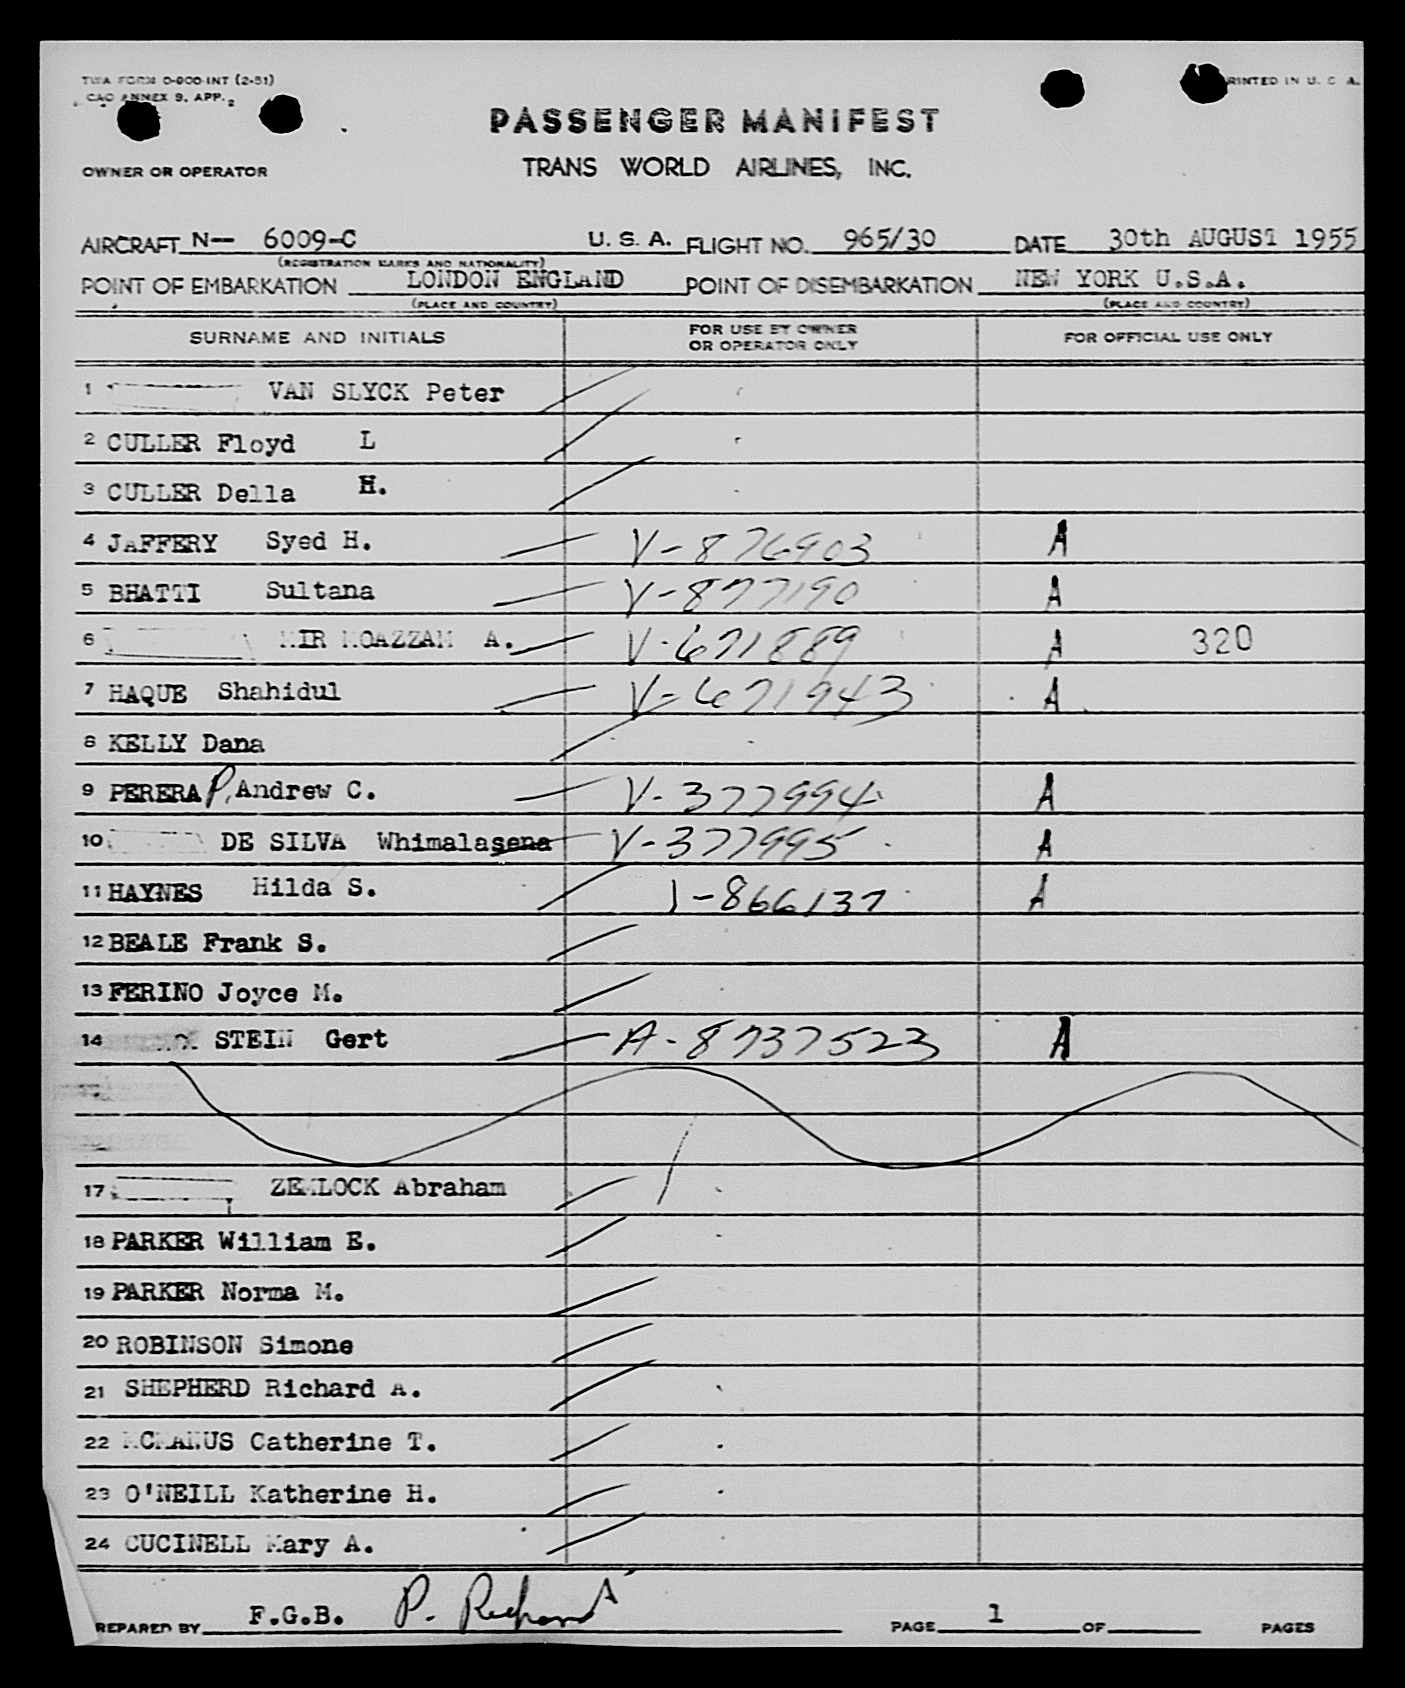 TWA FORM O-900-INT (2-51)
ICAO ANNEX 9, APP. 2
PRINTED IN U. S. A.
PASSENGER MANIFEST
OWNER OR OPERATOR
TRANS WORLD AIRLINES, INC.
AIRCRAFT N— 6009-C U. S. A. FLIGHT NO. 965/30 DATE 30th AUGUST 1955
(REGISTRATION MARKS AND NATIONALITY)
POINT OF EMBARKATION LONDON ENGLAND POINT OF DISEMBARKATION NEW YORK U.S.A.
(PLACE AND COUNTRY) (PLACE AND COUNTRY)
SURNAME AND INITIALS FOR USE BY OWNER OR OPERATOR ONLY FOR OFFICIAL USE ONLY
1 VAN SLYCK Peter
2 CULLER Floyd L
3 CULLER Della H.
4 JAFFERY Syed H. V-876903 A
5 BHATTI Sultana V-877190 A
6 MIR MOAZZAM A. V-671889 A 320
7 HAQUE Shahidul V-671943 A
8 KELLY Dana
9 PERERA P. Andrew C. V-377994 A
10 DE SILVA Whimalasena V-377995 A
11 HAYNES Hilda S. I-866137 A
12 BEALE Frank S.
13 FERINO Joyce M.
14 STEIN Gert A-8737523 A
17 ZEMLOCK Abraham
18 PARKER William E.
19 PARKER Norma M.
20 ROBINSON Simone
21 SHEPHERD Richard A.
22 MCMANUS Catherine T.
23 O'NEILL Katherine H.
24 CUCINELL Mary A.
PREPARED BY F.G.B. P. PAGE 1 OF PAGES